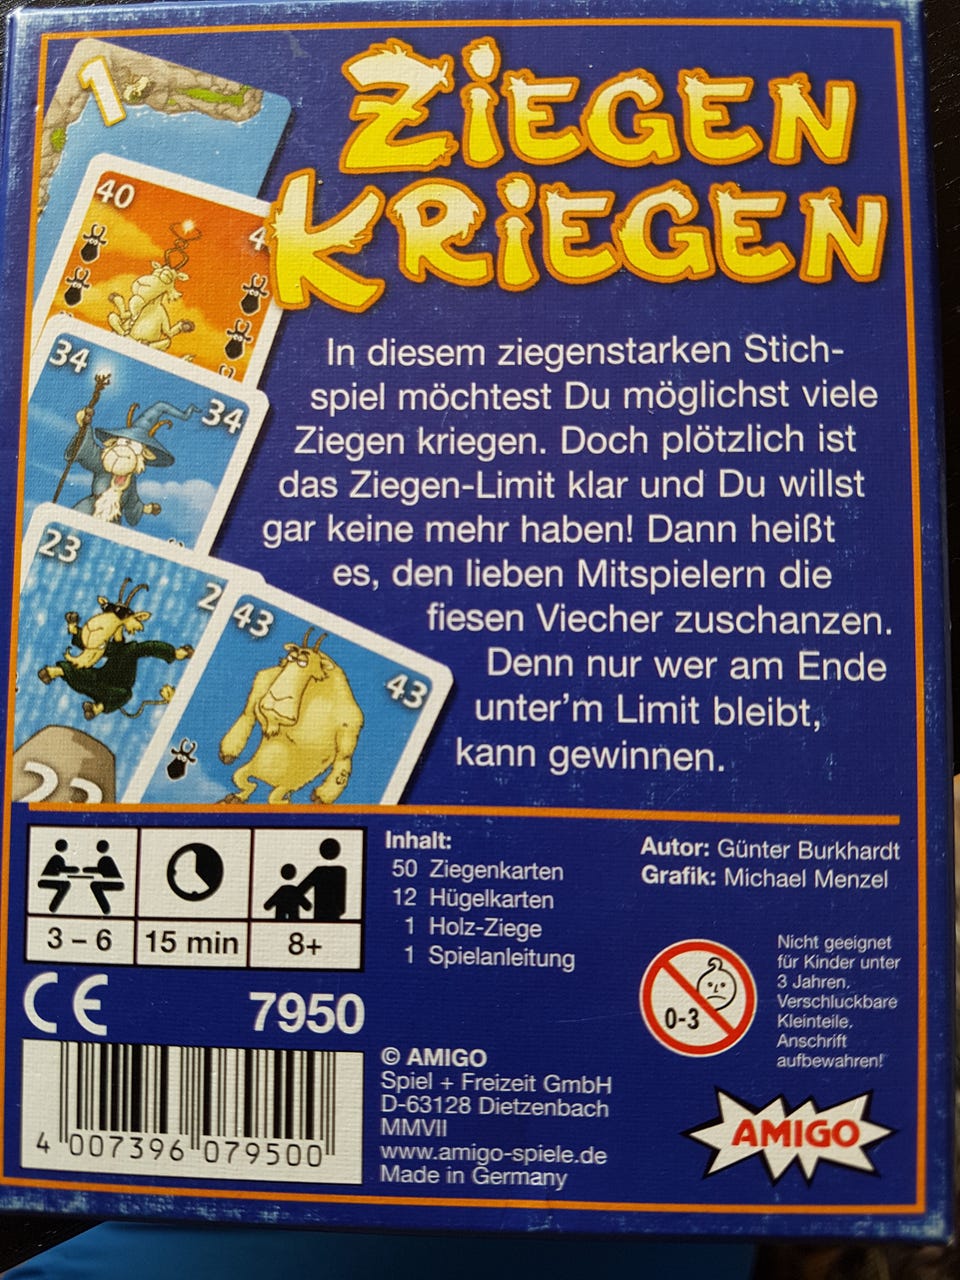 1
ZIEGEN
KRIEGEN
40
4
34
34
23
2
43
43
23
In diesem ziegenstarken Stich-
spiel möchtest Du möglichst viele
Ziegen kriegen. Doch plötzlich ist
das Ziegen-Limit klar und Du willst
gar keine mehr haben! Dann heißt
es, den lieben Mitspielern die
fiesen Viecher zuschanzen.
Denn nur wer am Ende
unter'm Limit bleibt,
kann gewinnen.
3 – 6
15 min
8+
Inhalt:
50 Ziegenkarten
12 Hügelkarten
1 Holz-Ziege
1 Spielanleitung
Autor: Günter Burkhardt
Grafik: Michael Menzel
0-3
Nicht geeignet
für Kinder unter
3 Jahren.
Verschluckbare
Kleinteile.
Anschrift
aufbewahren!
CE
7950
4 007396 079500
© AMIGO
Spiel + Freizeit GmbH
D-63128 Dietzenbach
MMVII
www.amigo-spiele.de
Made in Germany
AMIGO